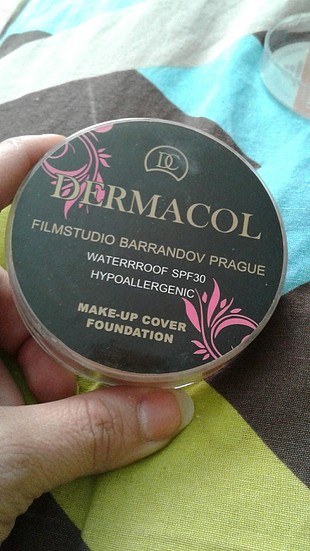 DC
DERMACOL
FILMSTUDIO BARRANDOV PRAGUE
WATERRROOF SPF30
HYPOALLERGENIC
MAKE-UP COVER
FOUNDATION